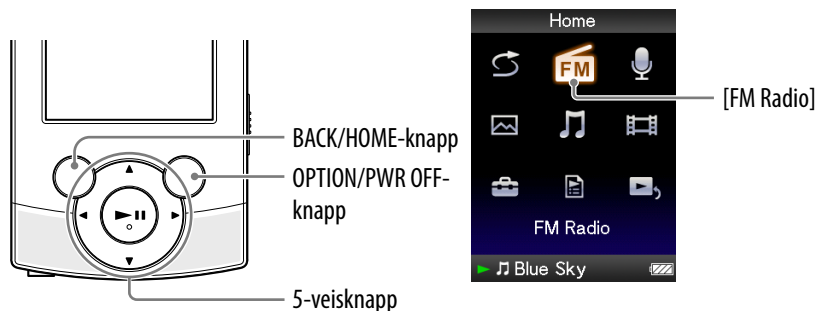 BACK/HOME-knapp
OPTION/PWR OFF-
knapp
5-veisknapp
Home
FM
[FM Radio]
FM Radio
Blue Sky